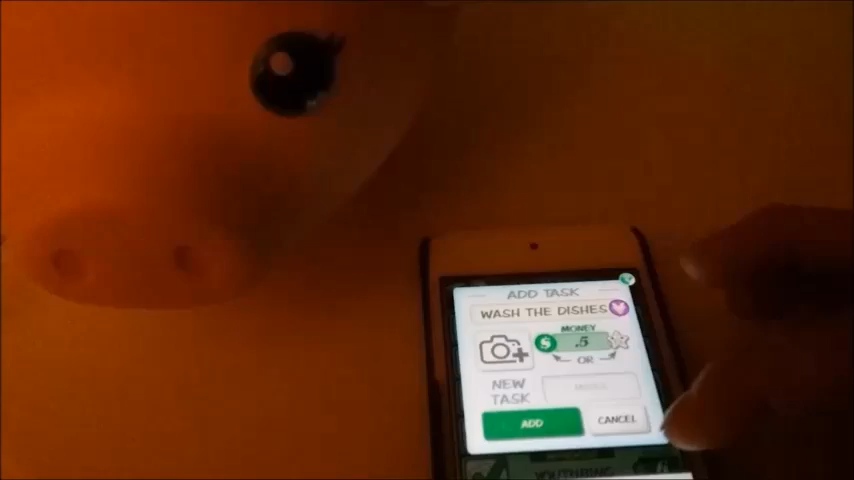 ADD TASK
WASH THE DISHES
MONEY
$ .5
OR
NEW
TASK
ADD
CANCEL